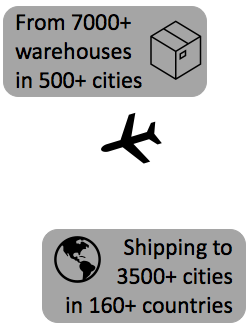 From 7000+
warehouses
in 500+ cities
Shipping to
3500+ cities
in 160+ countries